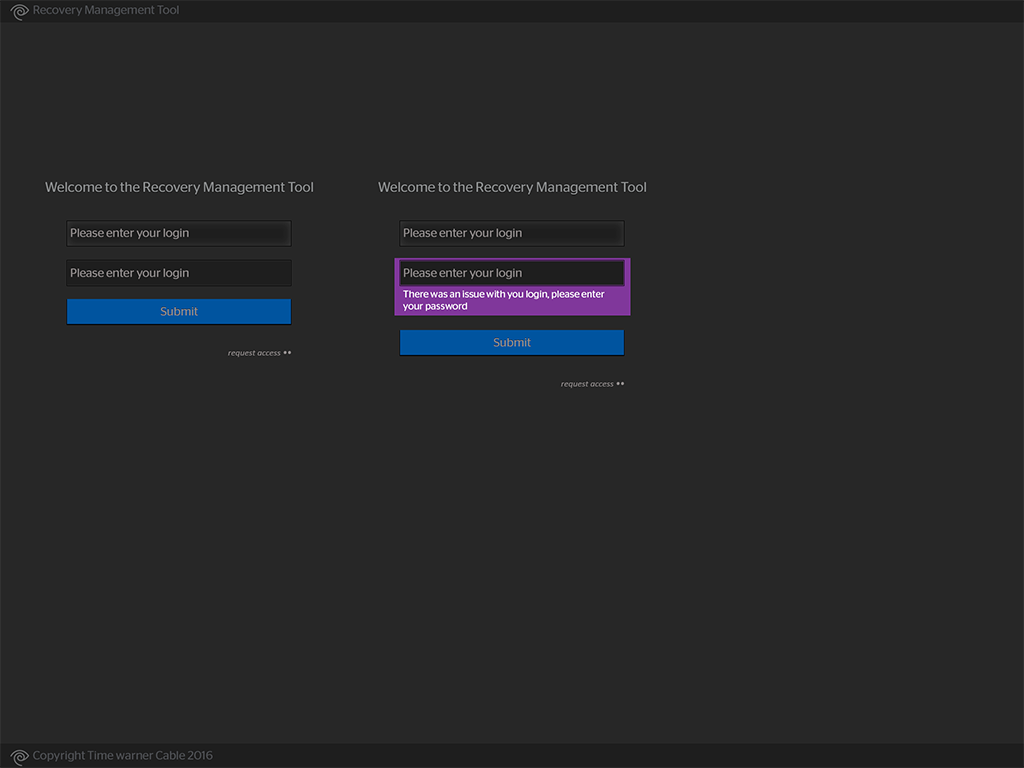 Recovery Management Tool
Welcome to the Recovery Management Tool
Please enter your login
Please enter your login
Submit
request access ••
Welcome to the Recovery Management Tool
Please enter your login
Please enter your login
There was an issue with you login, please enter
your password
Submit
request access ••
Copyright Time warner Cable 2016